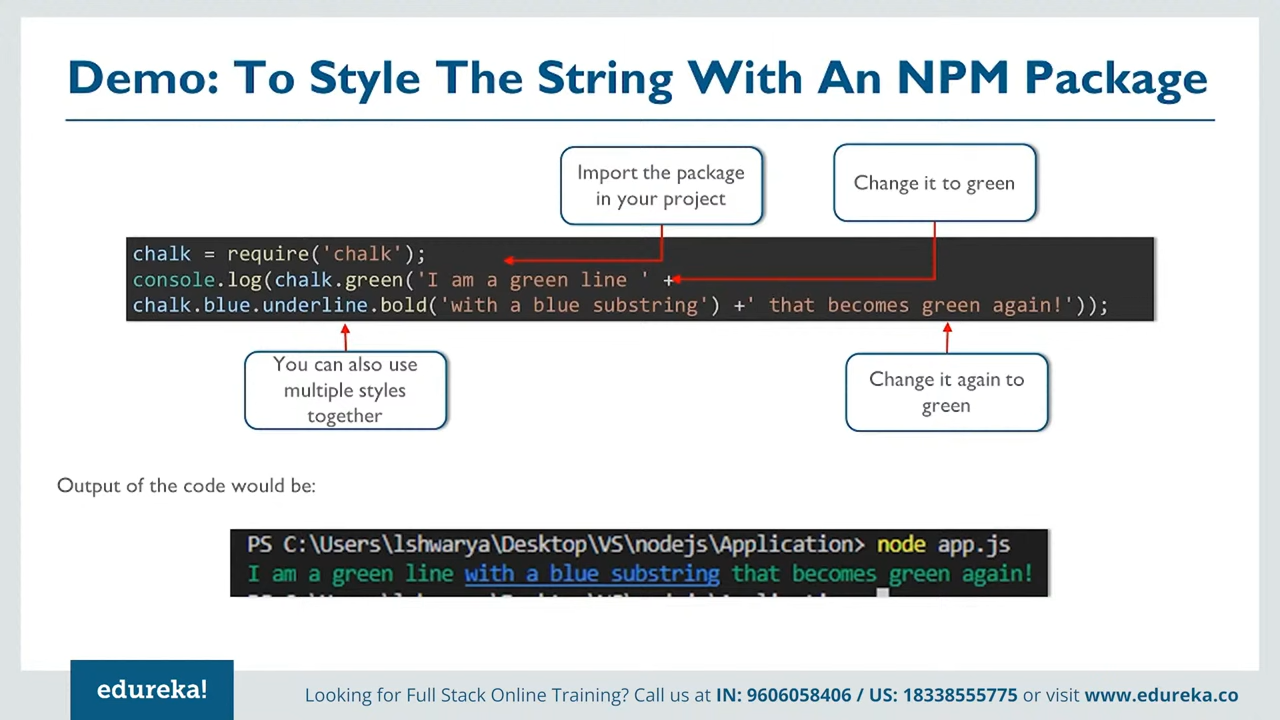 Demo: To Style The String With An NPM Package
Import the package
in your project
Change it to green
chalk = require('chalk');
console.log(chalk.green('I am a green line ' +
chalk.blue.underline.bold('with a blue substring') +' that becomes green again!'));
You can also use
multiple styles
together
Change it again to
green
Output of the code would be:
PS C:\Users\lshwarya\Desktop\VS\nodejs\Application> node app.js
I am a green line with a blue substring that becomes green again!
edureka!
Looking for Full Stack Online Training? Call us at IN: 9606058406 / US: 18338555775 or visit www.edureka.co